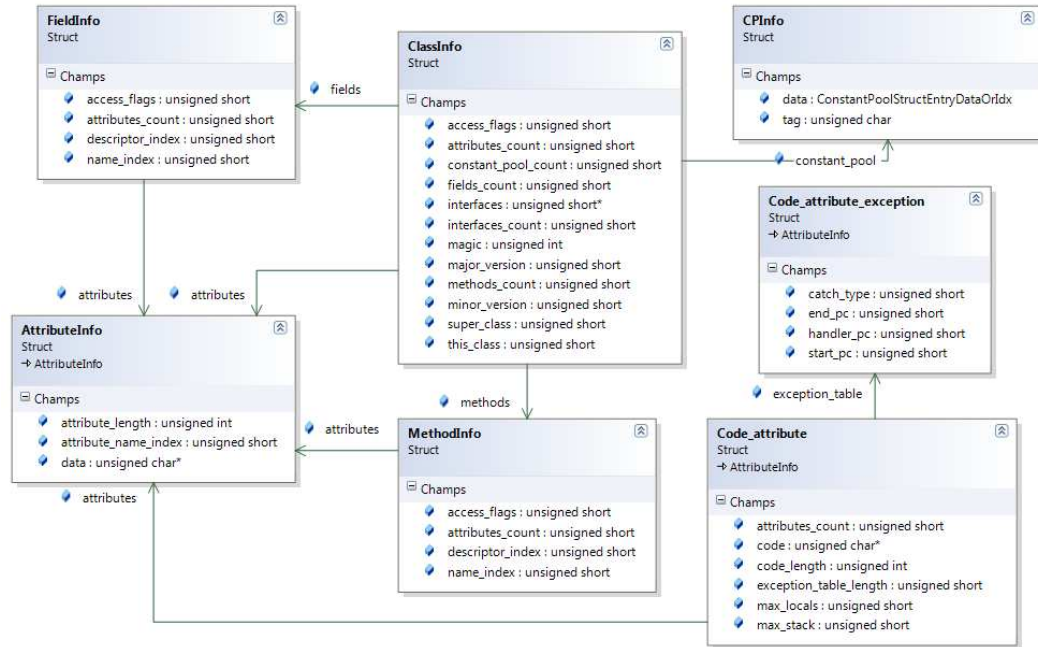 FieldInfo
Struct
Champs
access_flags : unsigned short
attributes_count : unsigned short
descriptor_index : unsigned short
name_index : unsigned short
fields
ClassInfo
Struct
Champs
access_flags : unsigned short
attributes_count : unsigned short
constant_pool_count : unsigned short
fields_count : unsigned short
interfaces : unsigned short*
interfaces_count : unsigned short
magic : unsigned int
major_version : unsigned short
methods_count : unsigned short
minor_version : unsigned short
super_class : unsigned short
this_class : unsigned short
CPInfo
Struct
Champs
data : ConstantPoolStructEntryDataOrIdx
tag : unsigned char
constant_pool
Code_attribute_exception
Struct
AttributeInfo
Champs
catch_type : unsigned short
end_pc : unsigned short
handler_pc : unsigned short
start_pc : unsigned short
exception_table
attributes
attributes
AttributeInfo
Struct
AttributeInfo
Champs
attribute_length : unsigned int
attribute_name_index : unsigned short
data : unsigned char*
attributes
attributes
methods
MethodInfo
Struct
Champs
access_flags : unsigned short
attributes_count : unsigned short
descriptor_index : unsigned short
name_index : unsigned short
Code_attribute
Struct
AttributeInfo
Champs
attributes_count : unsigned short
code : unsigned char*
code_length : unsigned int
exception_table_length : unsigned short
max_locals : unsigned short
max_stack : unsigned short